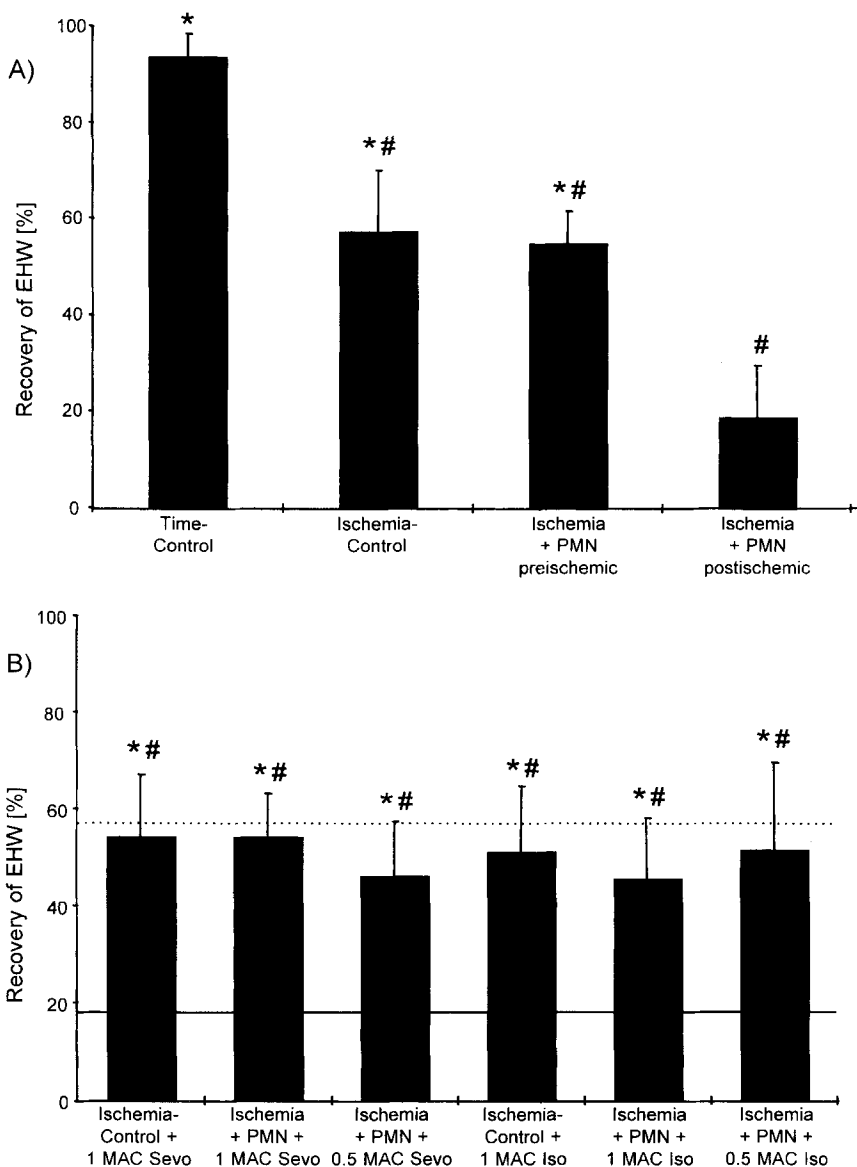 A)
Recovery of EHW [%]
100
80
60
40
20
0
*
*#
*#
#
Time-
Control
Ischemia-
Control
Ischemia
+ PMN
preischemic
Ischemia
+ PMN
postischemic
B)
Recovery of EHW [%]
100
80
60
40
20
0
*#
*#
*#
*#
*#
*#
Ischemia-
Control +
1 MAC Sevo
Ischemia
+ PMN +
1 MAC Sevo
Ischemia
+ PMN +
0.5 MAC Sevo
Ischemia-
Control +
1 MAC Iso
Ischemia
+ PMN +
1 MAC Iso
Ischemia
+ PMN +
0.5 MAC Iso